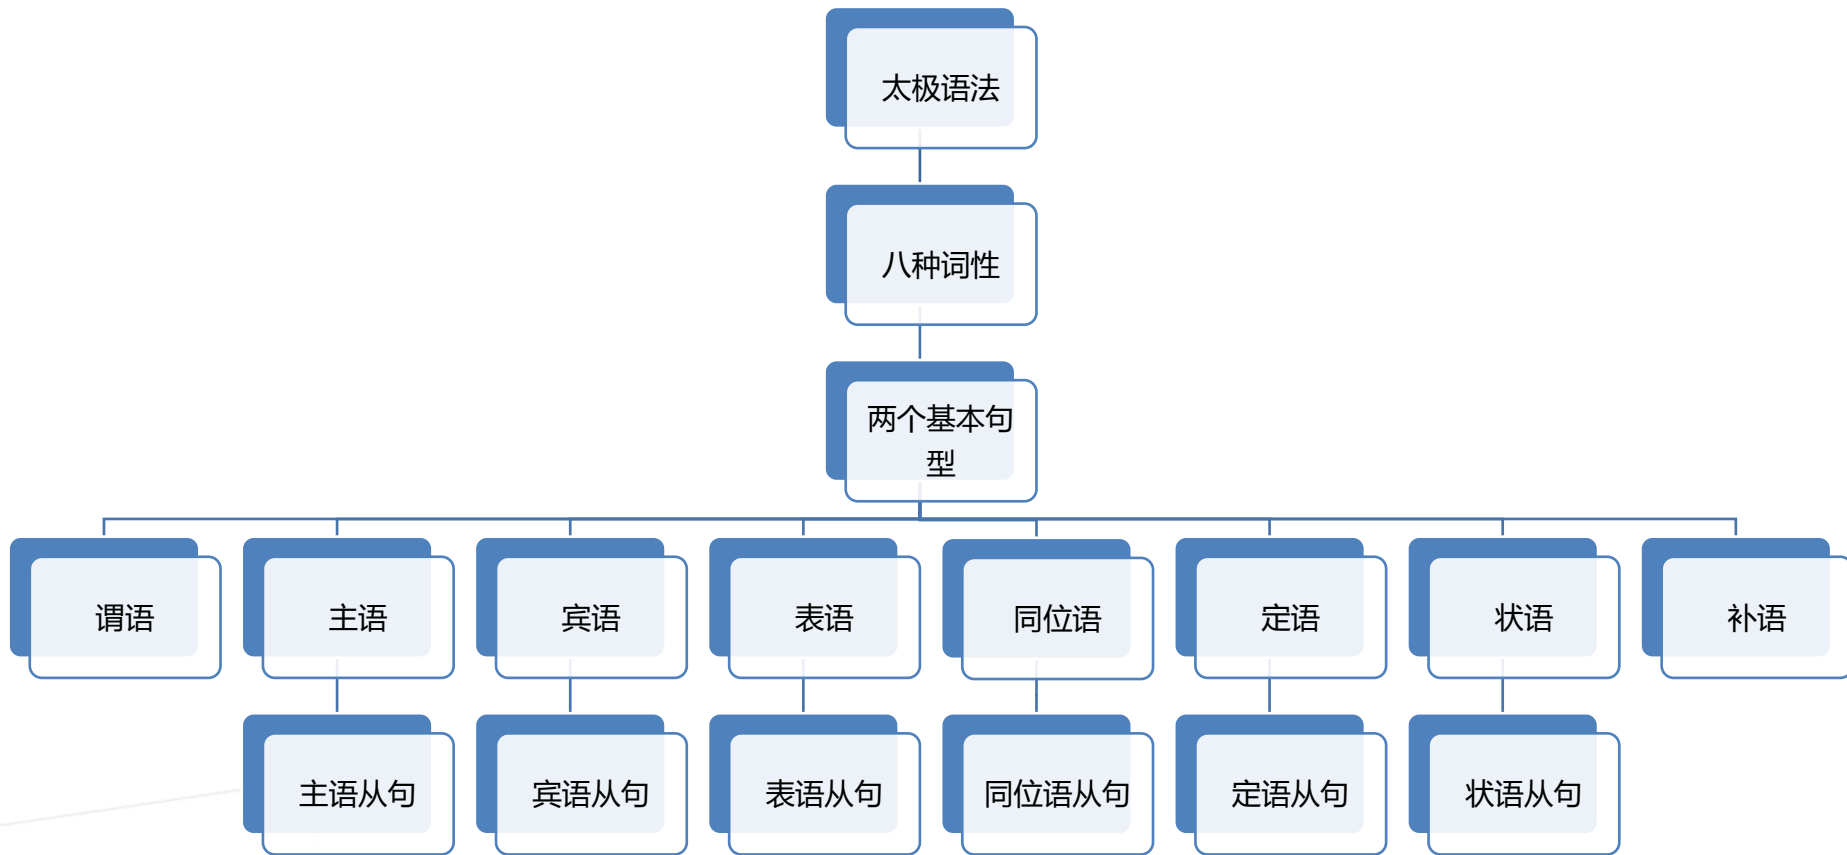 太极语法
八种词性
两个基本句
型
谓语
主语
宾语
表语
同位语
定语
状语
补语
主语从句
宾语从句
表语从句
同位语从句
定语从句
状语从句